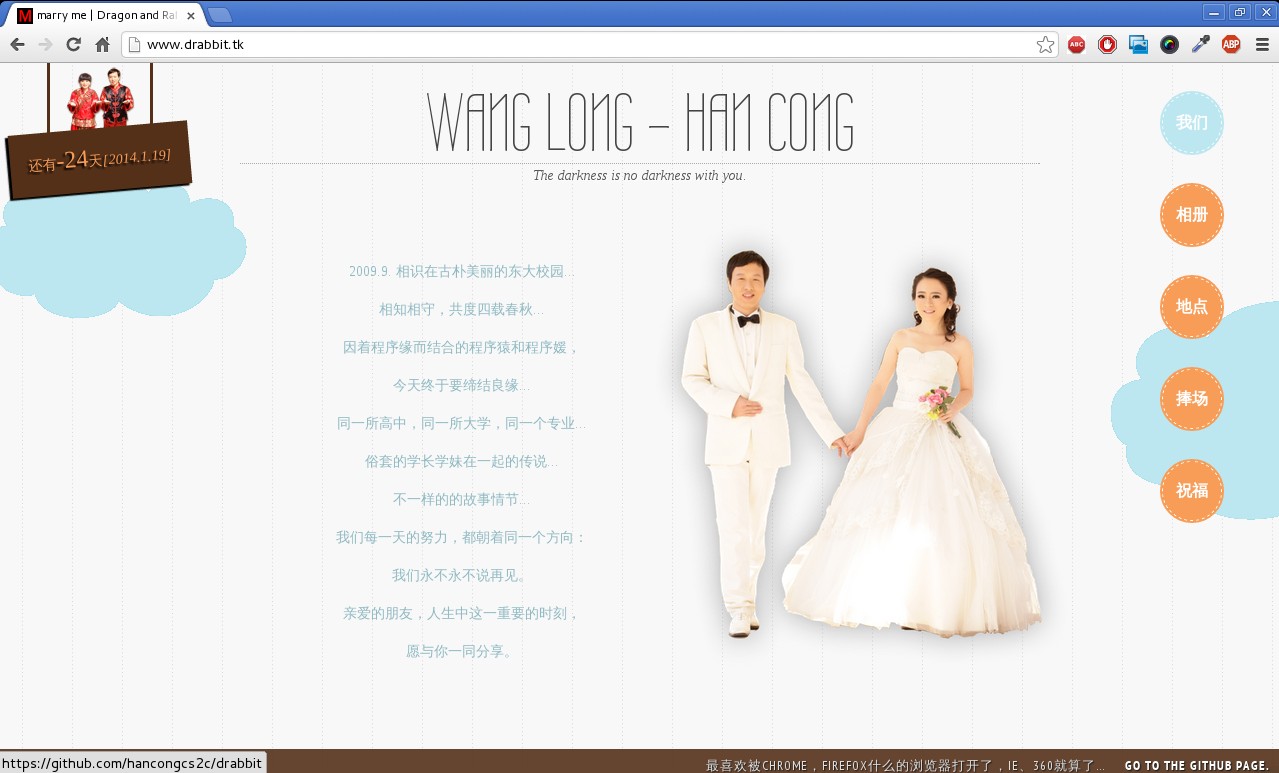 marry me | Dragon and Ra
www.drabbit.tk
ABC
ABP
还有-24天[2014.1.19]
WANG LONG - HAN CONG
The darkness is no darkness with you.
我们
相册
地点
捧场
祝福
2009.9. 相识在古朴美丽的东大校园...
相知相守，共度四载春秋...
因着程序缘而结合的程序猿和程序媛，
今天终于要缔结良缘...
同一所高中，同一所大学，同一个专业...
俗套的学长学妹在一起的传说...
不一样的的故事情节...
我们每一天的努力，都朝着同一个方向：
我们永不永不说再见。
亲爱的朋友，人生中这一重要的时刻，
愿与你一同分享。
https://github.com/hancongcs2c/drabbit
最喜欢被CHROME，FIREFOX什么的浏览器打开了，IE、360就算了...
GO TO THE GITHUB PAGE.